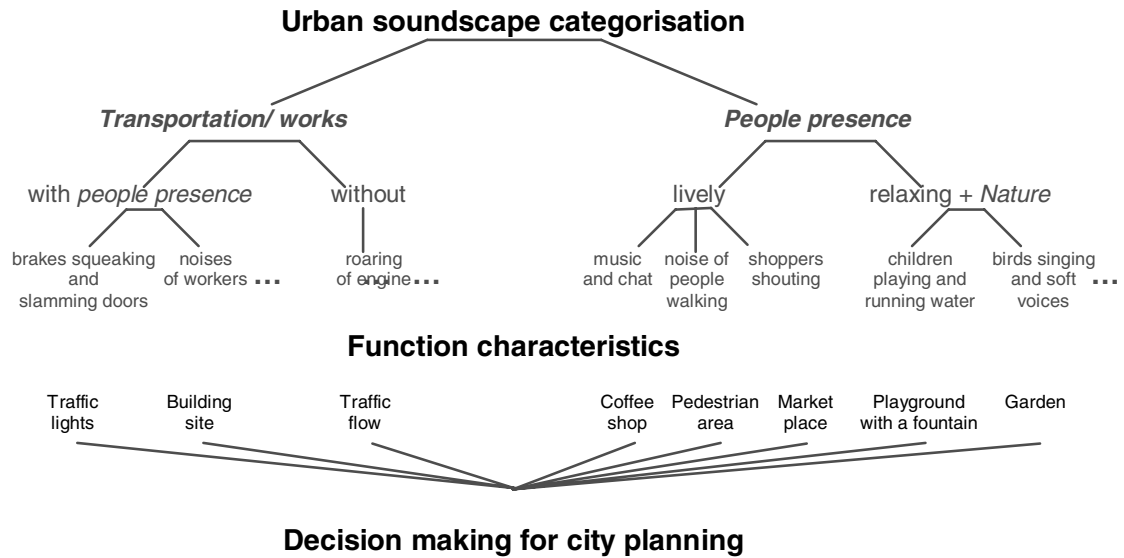 Urban soundscape categorisation
Transportation/ works
People presence
with people presence
without
lively
relaxing + Nature
brakes squeaking
and
slamming doors
noises
of workers ...
roaring
of engine ...
...
music
and chat
noise of
people
walking
shoppers
shouting
children
playing and
running water
birds singing
and soft
voices
...
Function characteristics
Traffic
lights
Building
site
Traffic
flow
Coffee
shop
Pedestrian
area
Market
place
Playground
with a fountain
Garden
Decision making for city planning